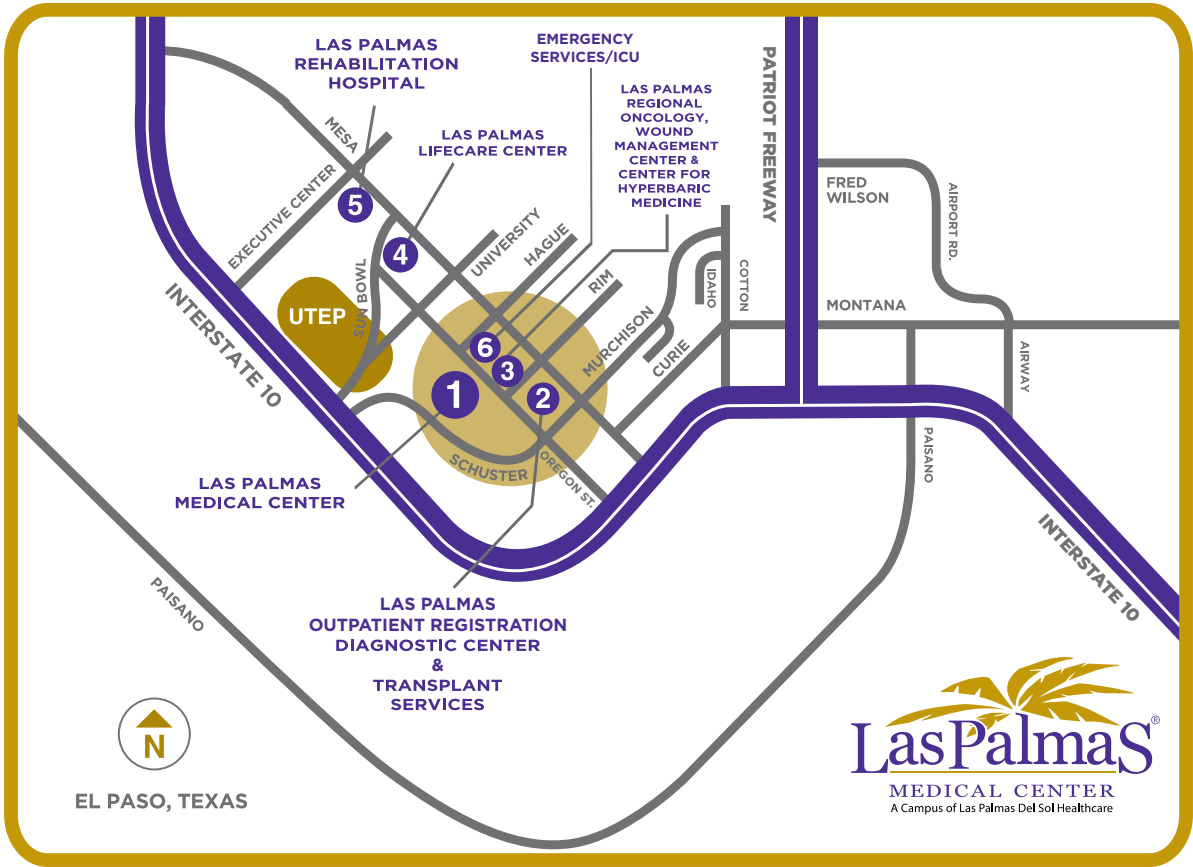 LAS PALMAS
REHABILITATION
HOSPITAL
EMERGENCY
SERVICES/ICU
LAS PALMAS
REGIONAL
ONCOLOGY,
WOUND
MANAGEMENT
CENTER &
CENTER FOR
HYPERBARIC
MEDICINE
LAS PALMAS
LIFECARE CENTER
PATRIOT FREEWAY
MESA
EXECUTIVE CENTER
5
4
UNIVERSITY
HAGUE
RIM
FRED
WILSON
AIRPORT RD.
SUN BOWL
UTEP
INTERSTATE 10
IDAHO
COTTON
MONTANA
MURCHISON
CURIE
AIRWAY
6
3
1
2
SCHUSTER
OREGON ST.
PAISANO
LAS PALMAS
MEDICAL CENTER
INTERSTATE 10
PAISANO
LAS PALMAS
OUTPATIENT REGISTRATION
DIAGNOSTIC CENTER
&
TRANSPLANT
SERVICES
N
EL PASO, TEXAS
LasPalmaS®
MEDICAL CENTER
A Campus of Las Palmas Del Sol Healthcare